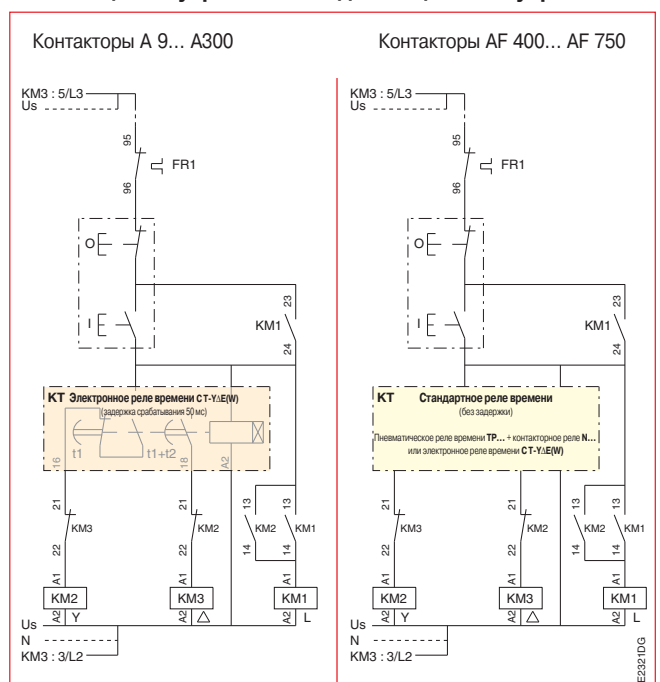 Контакторы A 9... A300
KM3 : 5/L3
Us
95
96
FR1
O
I
23
24
KM1
KT Электронное реле времени CT-YΔE(W)
(задержка срабатывания 50 мс)
t1
t1+t2
16
18
A2
21
22
KM3
21
22
KM2
13
14
KM2
13
14
KM1
A1
KM2
A2
Y
A1
KM3
A2
△
A1
KM1
A2
L
Us
N
KM3 : 3/L2
Контакторы AF 400... AF 750
KM3 : 5/L3
Us
95
96
FR1
O
I
23
24
KM1
KT Стандартное реле времени
(без задержки)
Пневматическое реле времени TP... + контакторное реле N...
или электронное реле времени CT-YΔE(W)
21
22
KM3
21
22
KM2
13
14
KM2
13
14
KM1
A1
KM2
A2
Y
A1
KM3
A2
△
A1
KM1
A2
L
Us
N
KM3 : 3/L2
E2321DG